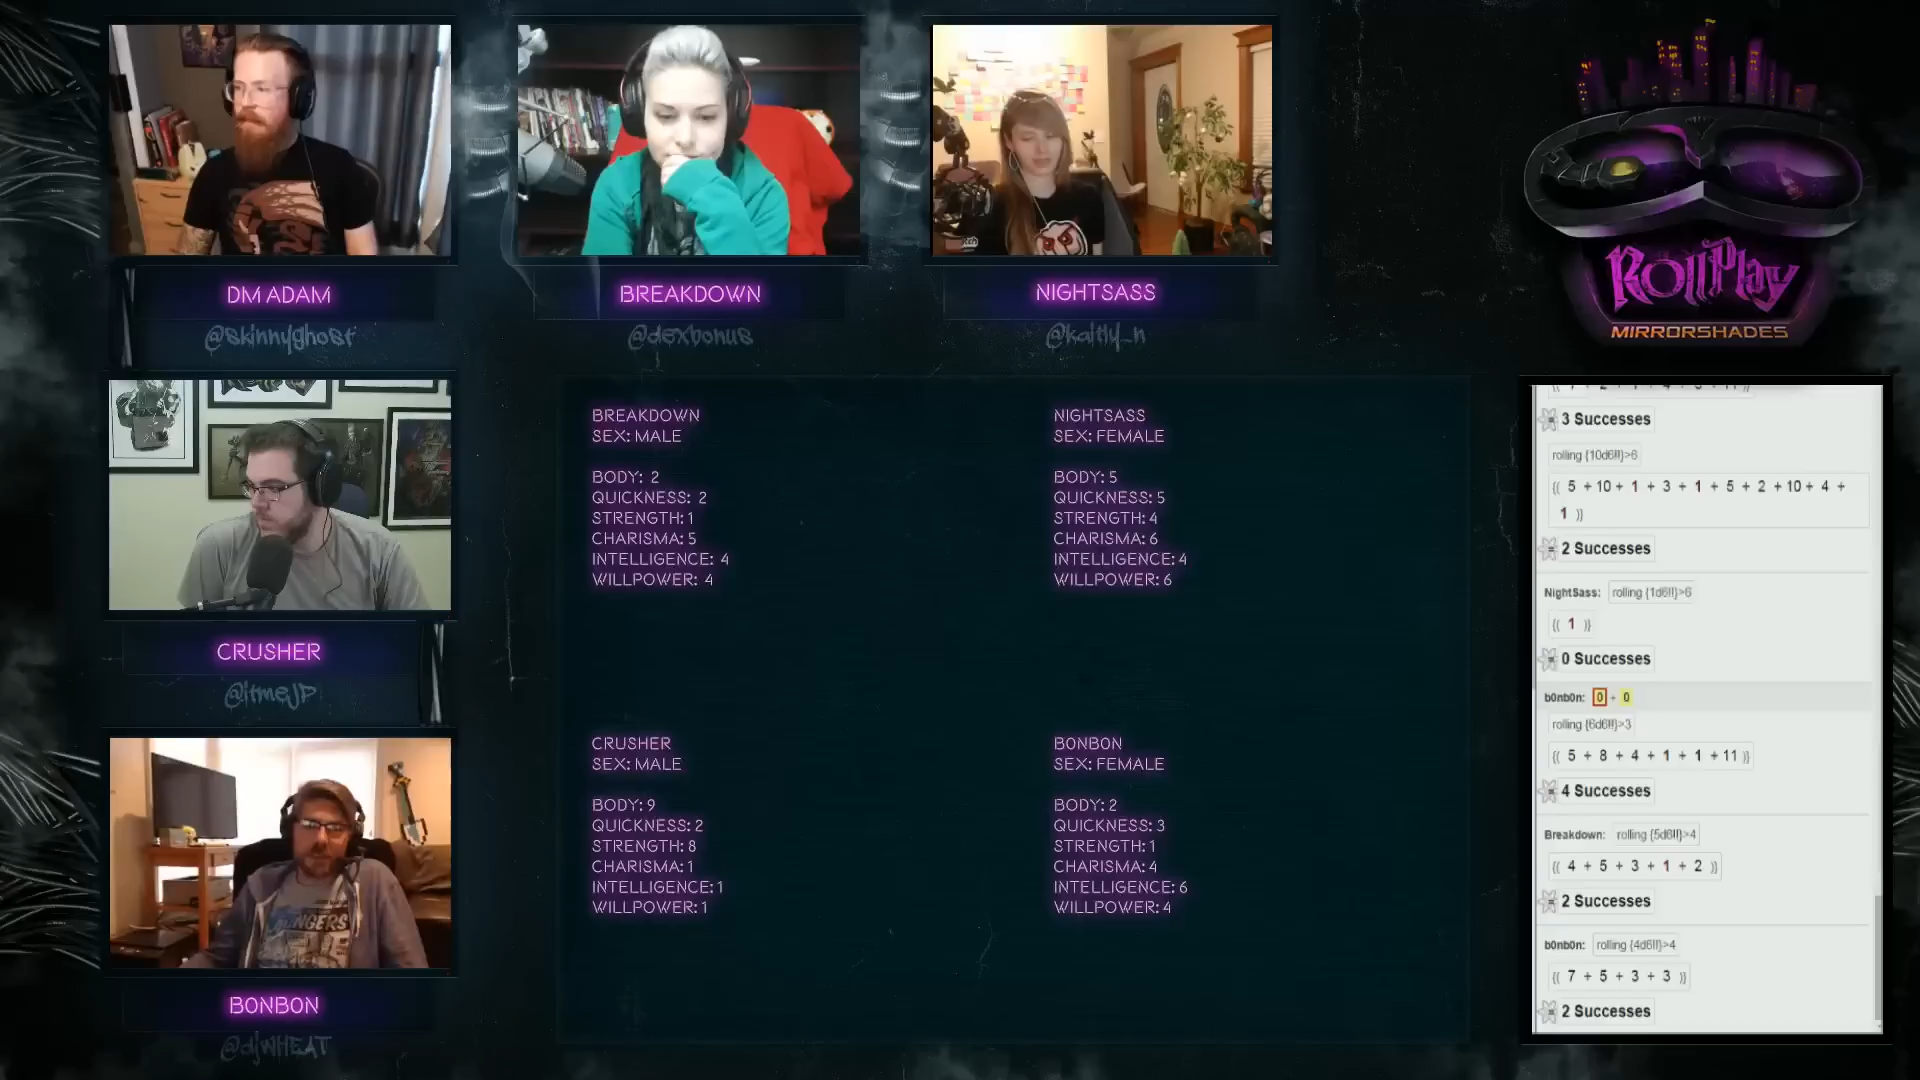 DM ADAM
@skinnyghost
BREAKDOWN
@dexbonus
NIGHTSASS
@kaitly_n
CRUSHER
@itmeJP
BONBON
@djWHEAT
BREAKDOWN
SEX: MALE
BODY: 2
QUICKNESS: 2
STRENGTH: 1
CHARISMA: 5
INTELLIGENCE: 4
WILLPOWER: 4
NIGHTSASS
SEX: FEMALE
BODY: 5
QUICKNESS: 5
STRENGTH: 4
CHARISMA: 6
INTELLIGENCE: 4
WILLPOWER: 6
CRUSHER
SEX: MALE
BODY: 9
QUICKNESS: 2
STRENGTH: 8
CHARISMA: 1
INTELLIGENCE: 1
WILLPOWER: 1
BONBON
SEX: FEMALE
BODY: 2
QUICKNESS: 3
STRENGTH: 1
CHARISMA: 4
INTELLIGENCE: 6
WILLPOWER: 4
RollPlay
MIRRORSHADES
= 3 Successes
rolling {10d6!!}>6
{( 5 + 10 + 1 + 3 + 1 + 5 + 2 + 10 + 4 +
1 )}
= 2 Successes
NightSass: rolling {1d6!!}>6
{( 1 )}
= 0 Successes
b0nb0n: 0 + 0
rolling {6d6!!}>3
{( 5 + 8 + 4 + 1 + 1 + 11 )}
= 4 Successes
Breakdown: rolling {5d6!!}>4
{( 4 + 5 + 3 + 1 + 2 )}
= 2 Successes
b0nb0n: rolling {4d6!!}>4
{( 7 + 5 + 3 + 3 )}
= 2 Successes